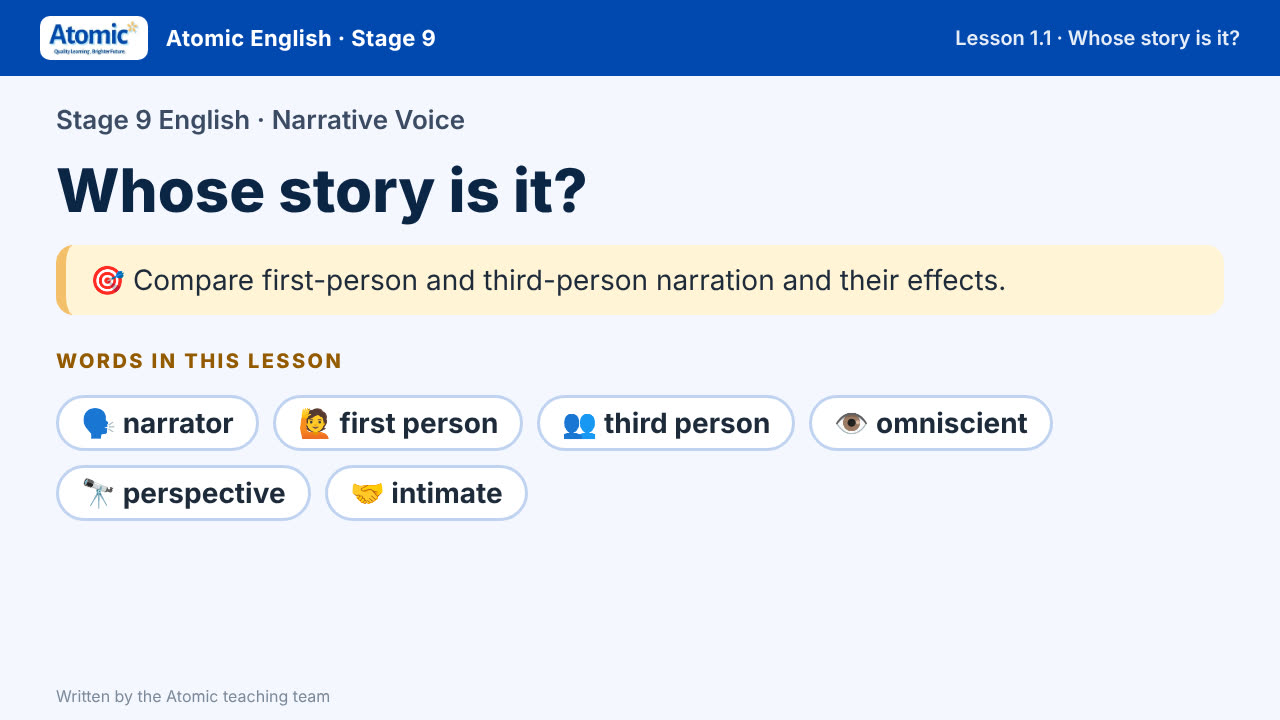 Atomic
Quality Learning . Brighter Future
Atomic English · Stage 9
Lesson 1.1 · Whose story is it?
Stage 9 English · Narrative Voice
Whose story is it?
Compare first-person and third-person narration and their effects.
WORDS IN THIS LESSON
narrator
first person
third person
omniscient
perspective
intimate
Written by the Atomic teaching team